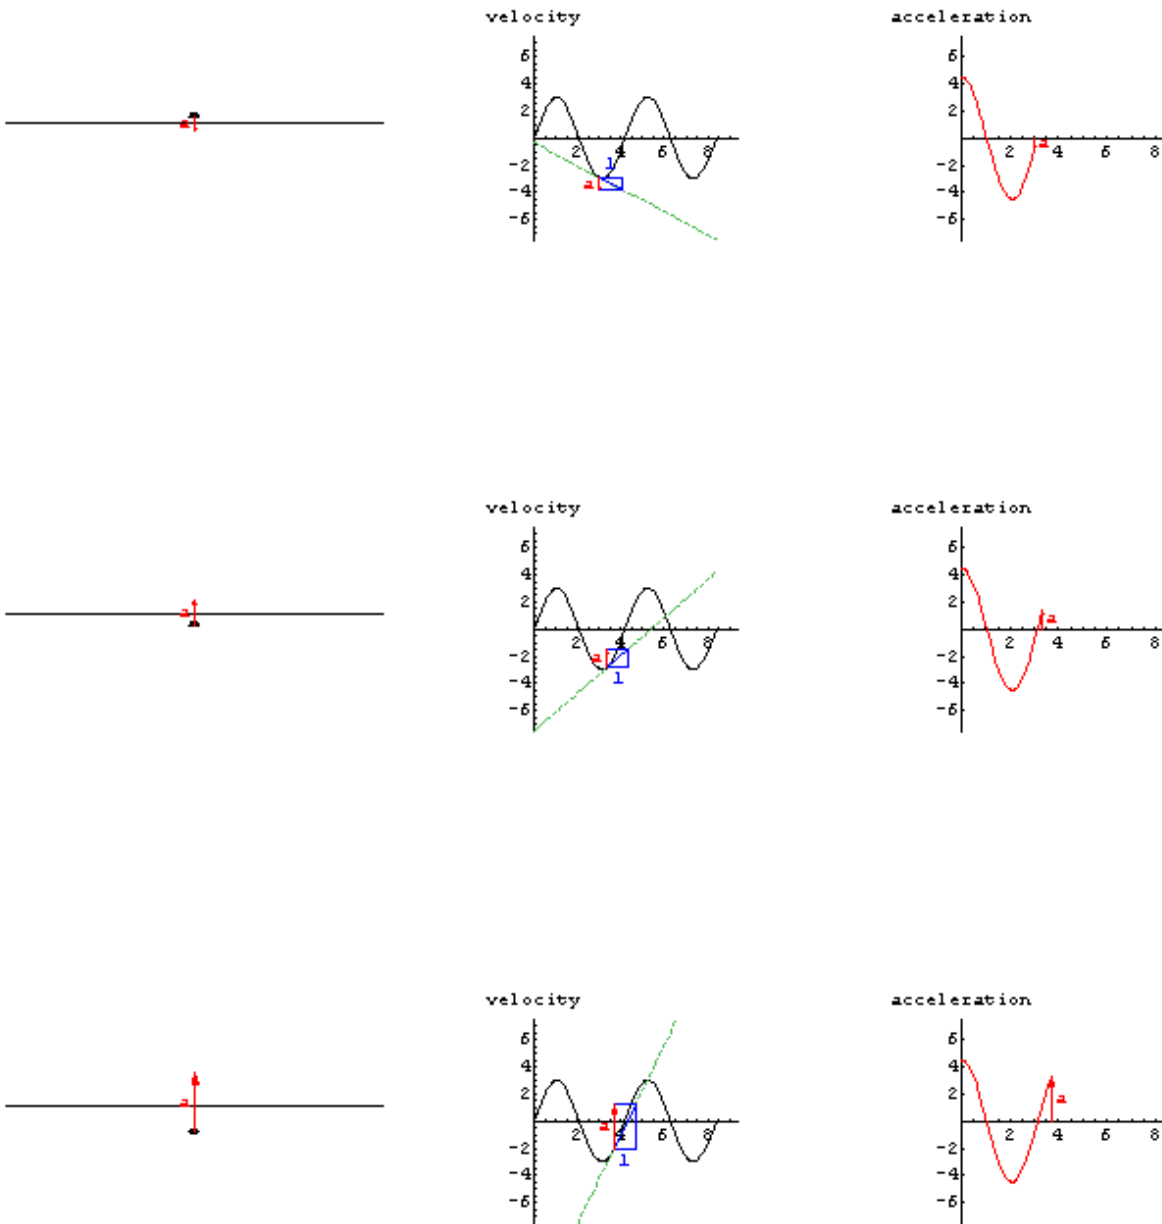 velocity acceleration
6 6
4 4
2 2
a 2 4 6 8 a 2 4 6 8
-2 1 -2
-4 a -4
-6 -6
velocity acceleration
6 6
4 4
2 2
a a
2 4 6 8 2 4 6 8
-2 a -2
-4 1 -4
-6 -6
velocity acceleration
6 6
4 4
2 2
a a a
2 4 6 8 2 4 6 8
-2 1 -2
-4 -4
-6 -6